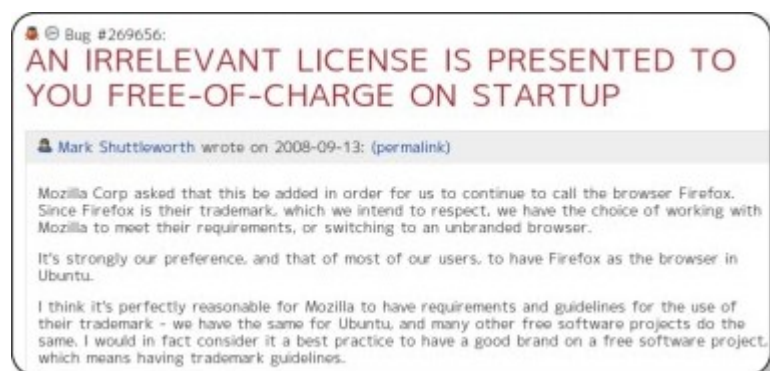 Bug #269656:
AN IRRELEVANT LICENSE IS PRESENTED TO
YOU FREE-OF-CHARGE ON STARTUP
Mark Shuttleworth wrote on 2008-09-13: (permalink)
Mozilla Corp asked that this be added in order for us to continue to call the browser Firefox.
Since Firefox is their trademark, which we intend to respect, we have the choice of working with
Mozilla to meet their requirements, or switching to an unbranded browser.
It's strongly our preference, and that of most of our users, to have Firefox as the browser in
Ubuntu.
I think it's perfectly reasonable for Mozilla to have requirements and guidelines for the use of
their trademark - we have the same for Ubuntu, and many other free software projects do the
same. I would in fact consider it a best practice to have a good brand on a free software project,
which means having trademark guidelines.